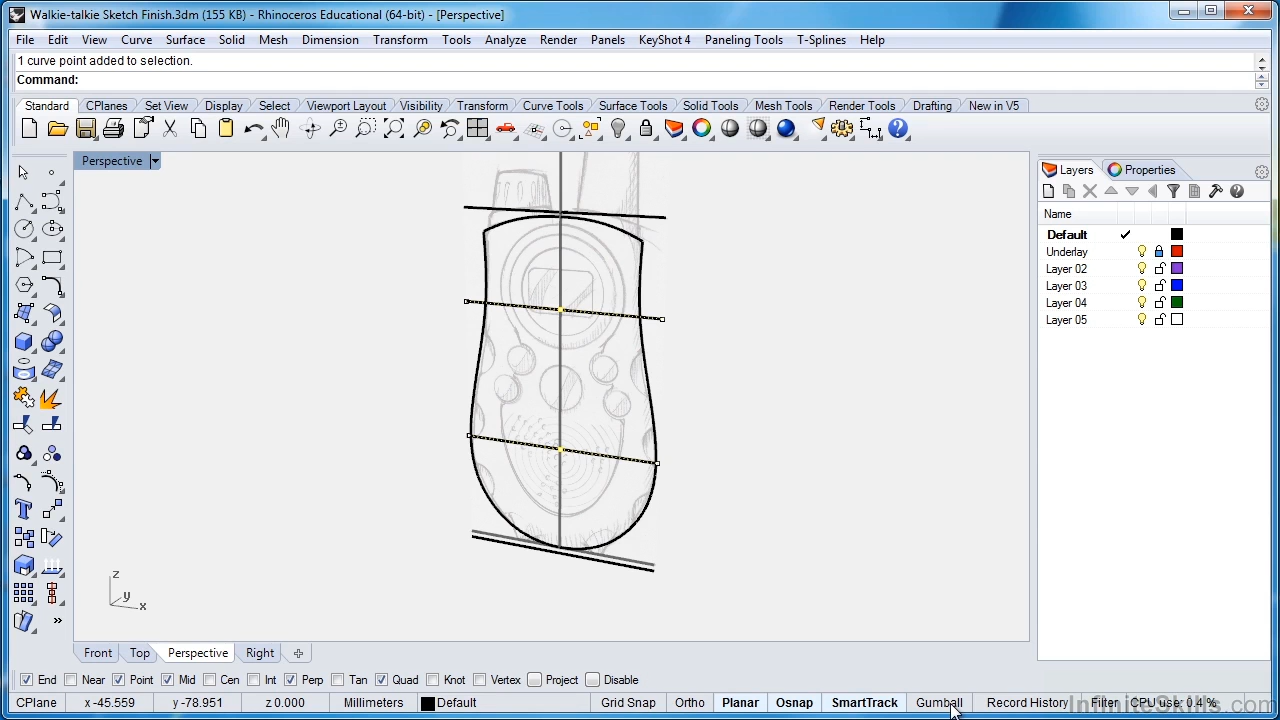 Walkie-talkie Sketch Finish.3dm (155 KB) - Rhinoceros Educational (64-bit) - [Perspective]
File Edit View Curve Surface Solid Mesh Dimension Transform Tools Analyze Render Panels KeyShot 4 Paneling Tools T-Splines Help
1 curve point added to selection.
Command:
Standard CPlanes Set View Display Select Viewport Layout Visibility Transform Curve Tools Surface Tools Solid Tools Mesh Tools Render Tools Drafting New in V5
Perspective
Layers Properties
Name
Default
Underlay
Layer 02
Layer 03
Layer 04
Layer 05
z
y
x
Front Top Perspective Right
End Near Point Mid Cen Int Perp Tan Quad Knot Vertex Project Disable
CPlane x -45.559 y -78.951 z 0.000 Millimeters Default Grid Snap Ortho Planar Osnap SmartTrack Gumball Record History Filter CPU use: 0.4 %
InfiniteSkills.com